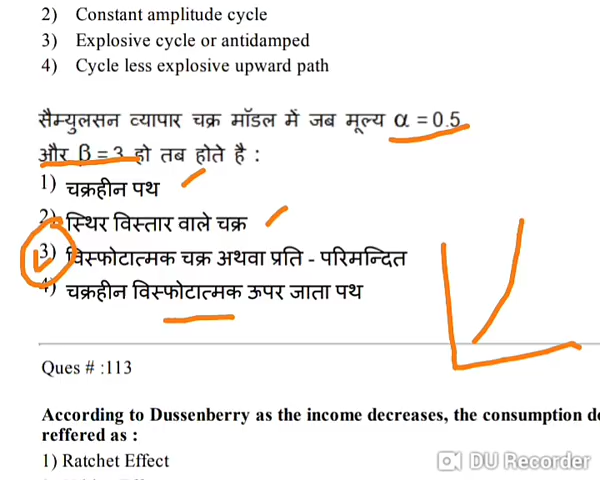 2) Constant amplitude cycle
3) Explosive cycle or antidamped
4) Cycle less explosive upward path
सैम्युलसन व्यापार चक्र मॉडल में जब मूल्य α = 0.5
और β = 3 हो तब होते है :
1) चक्रहीन पथ
2) स्थिर विस्तार वाले चक्र
3) विस्फोटात्मक चक्र अथवा प्रति - परिमन्दित
4) चक्रहीन विस्फोटात्मक ऊपर जाता पथ
Ques # :113
According to Dussenberry as the income decreases, the consumption
reffered as :
1) Ratchet Effect
DU Recorder